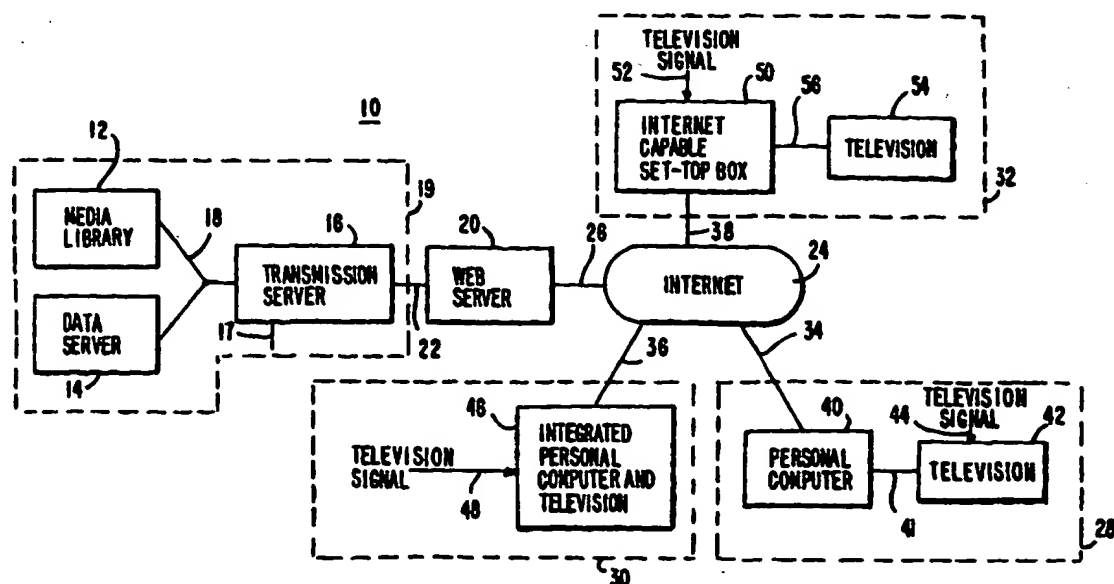 TELEVISION
SIGNAL
52
50
56
54
INTERNET
CAPABLE
SET-TOP BOX
TELEVISION
32
38
10
12
MEDIA
LIBRARY
18
16
19
TRANSMISSION
SERVER
20
WEB
SERVER
26
24
INTERNET
DATA
SERVER
14
17
22
36
34
48
INTEGRATED
PERSONAL
COMPUTER AND
TELEVISION
TELEVISION
SIGNAL
48
30
TELEVISION
SIGNAL
40
44
42
PERSONAL
COMPUTER
TELEVISION
41
28